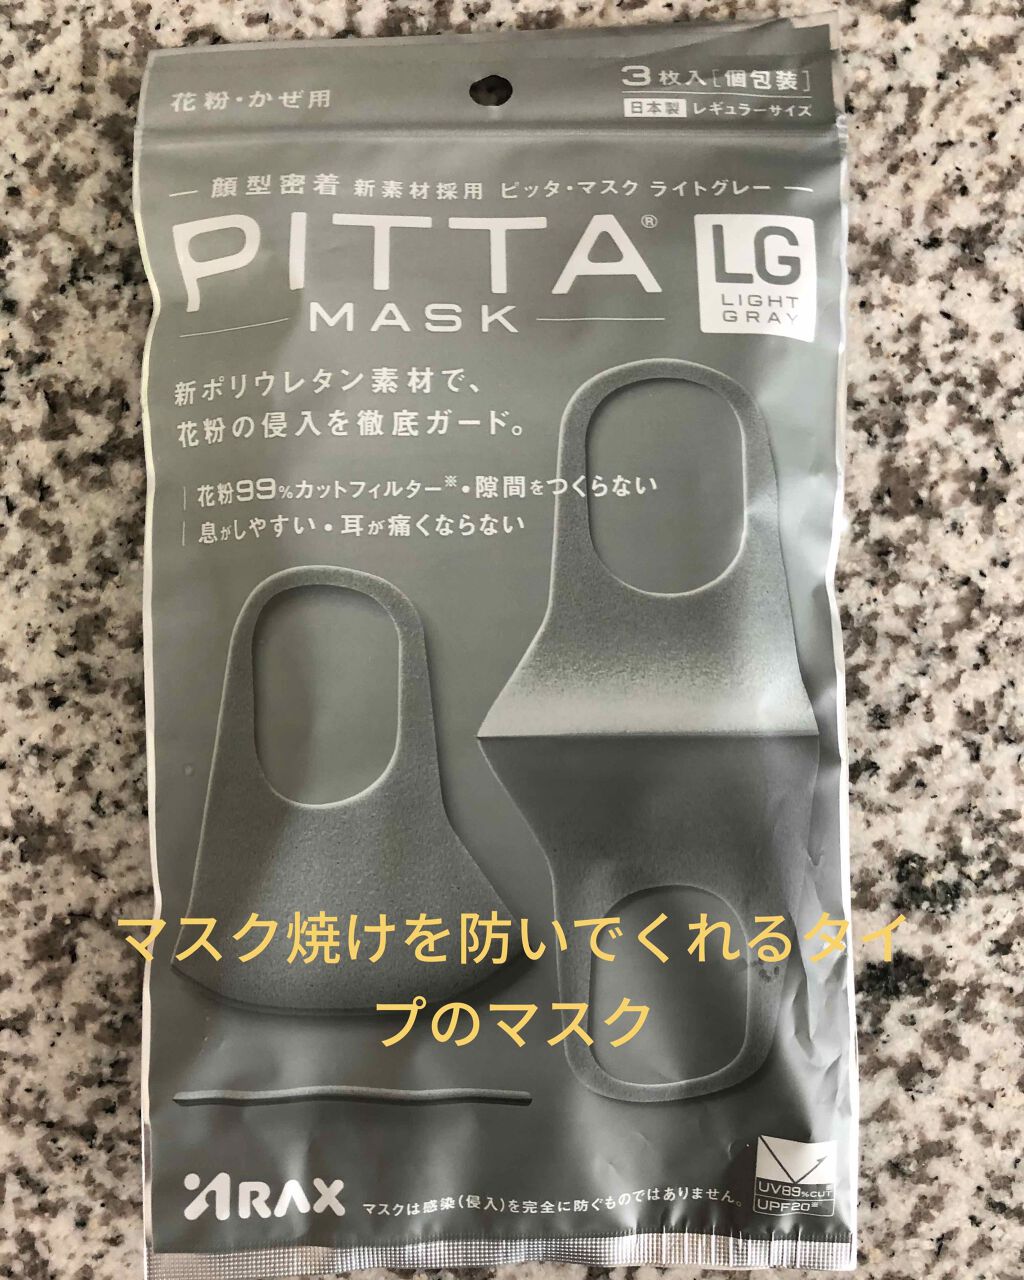 花粉・かぜ用
3枚入[個包装]
日本製 レギュラーサイズ
顔型密着 新素材採用 ピッタ・マスク ライトグレー
PITTA®
MASK
LG
LIGHT
GRAY
新ポリウレタン素材で、
花粉の侵入を徹底ガード。
花粉99%カットフィルター※・隙間をつくらない
息がしやすい・耳が痛くならない
マスク焼けを防いでくれるタイ
プのマスク
ARAX
マスクは感染(侵入)を完全に防ぐものではありません。
UV89%CUT※
UPF20※